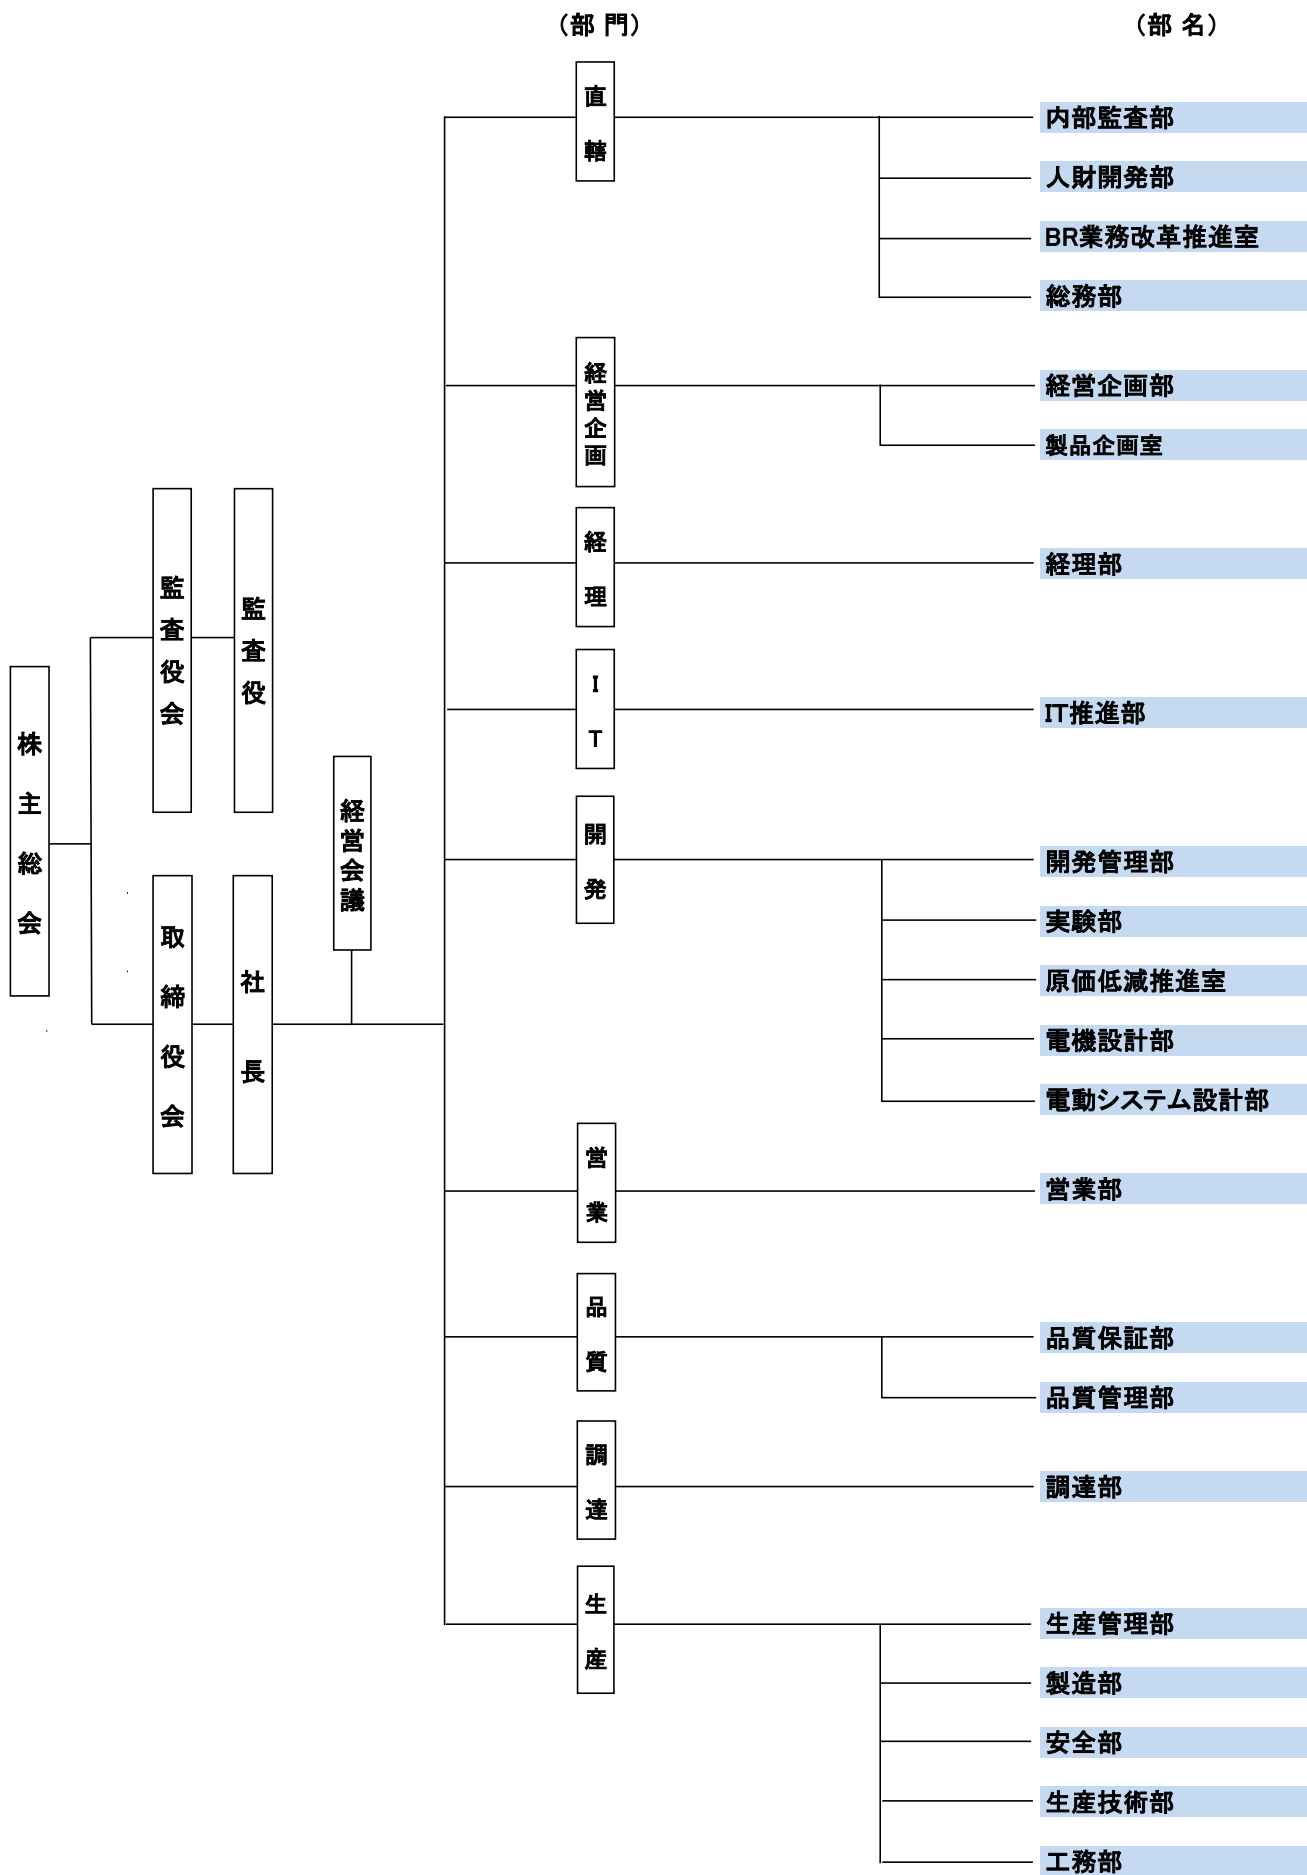 （部 門）
（部 名）
株主総会
監査役会
監査役
取締役会
社長
経営会議
直轄
内部監査部
人財開発部
BR業務改革推進室
総務部
経営企画
経営企画部
製品企画室
経理
経理部
IT
IT推進部
開発
開発管理部
実験部
原価低減推進室
電機設計部
電動システム設計部
営業
営業部
品質
品質保証部
品質管理部
調達
調達部
生産
生産管理部
製造部
安全部
生産技術部
工務部